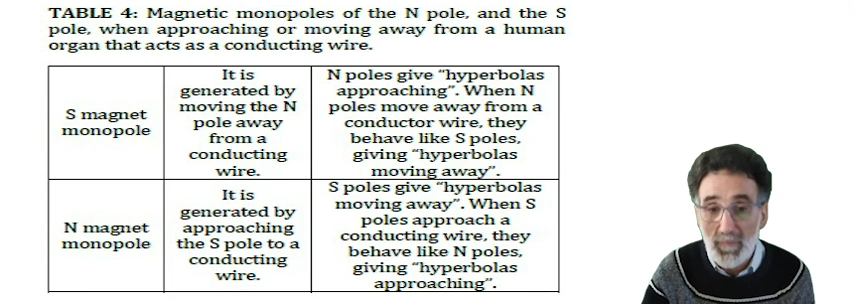 TABLE 4: Magnetic monopoles of the N pole, and the S
pole, when approaching or moving away from a human
organ that acts as a conducting wire.
S magnet
monopole
It is
generated by
moving the N
pole away
from a
conducting
wire.
N poles give "hyperbolas
approaching". When N
poles move away from a
conductor wire, they
behave like S poles,
giving "hyperbolas
moving away".
N magnet
monopole
It is
generated by
approaching
the S pole to a
conducting
wire.
S poles give "hyperbolas
moving away". When S
poles approach a
conducting wire, they
behave like N poles,
giving "hyperbolas
approaching".